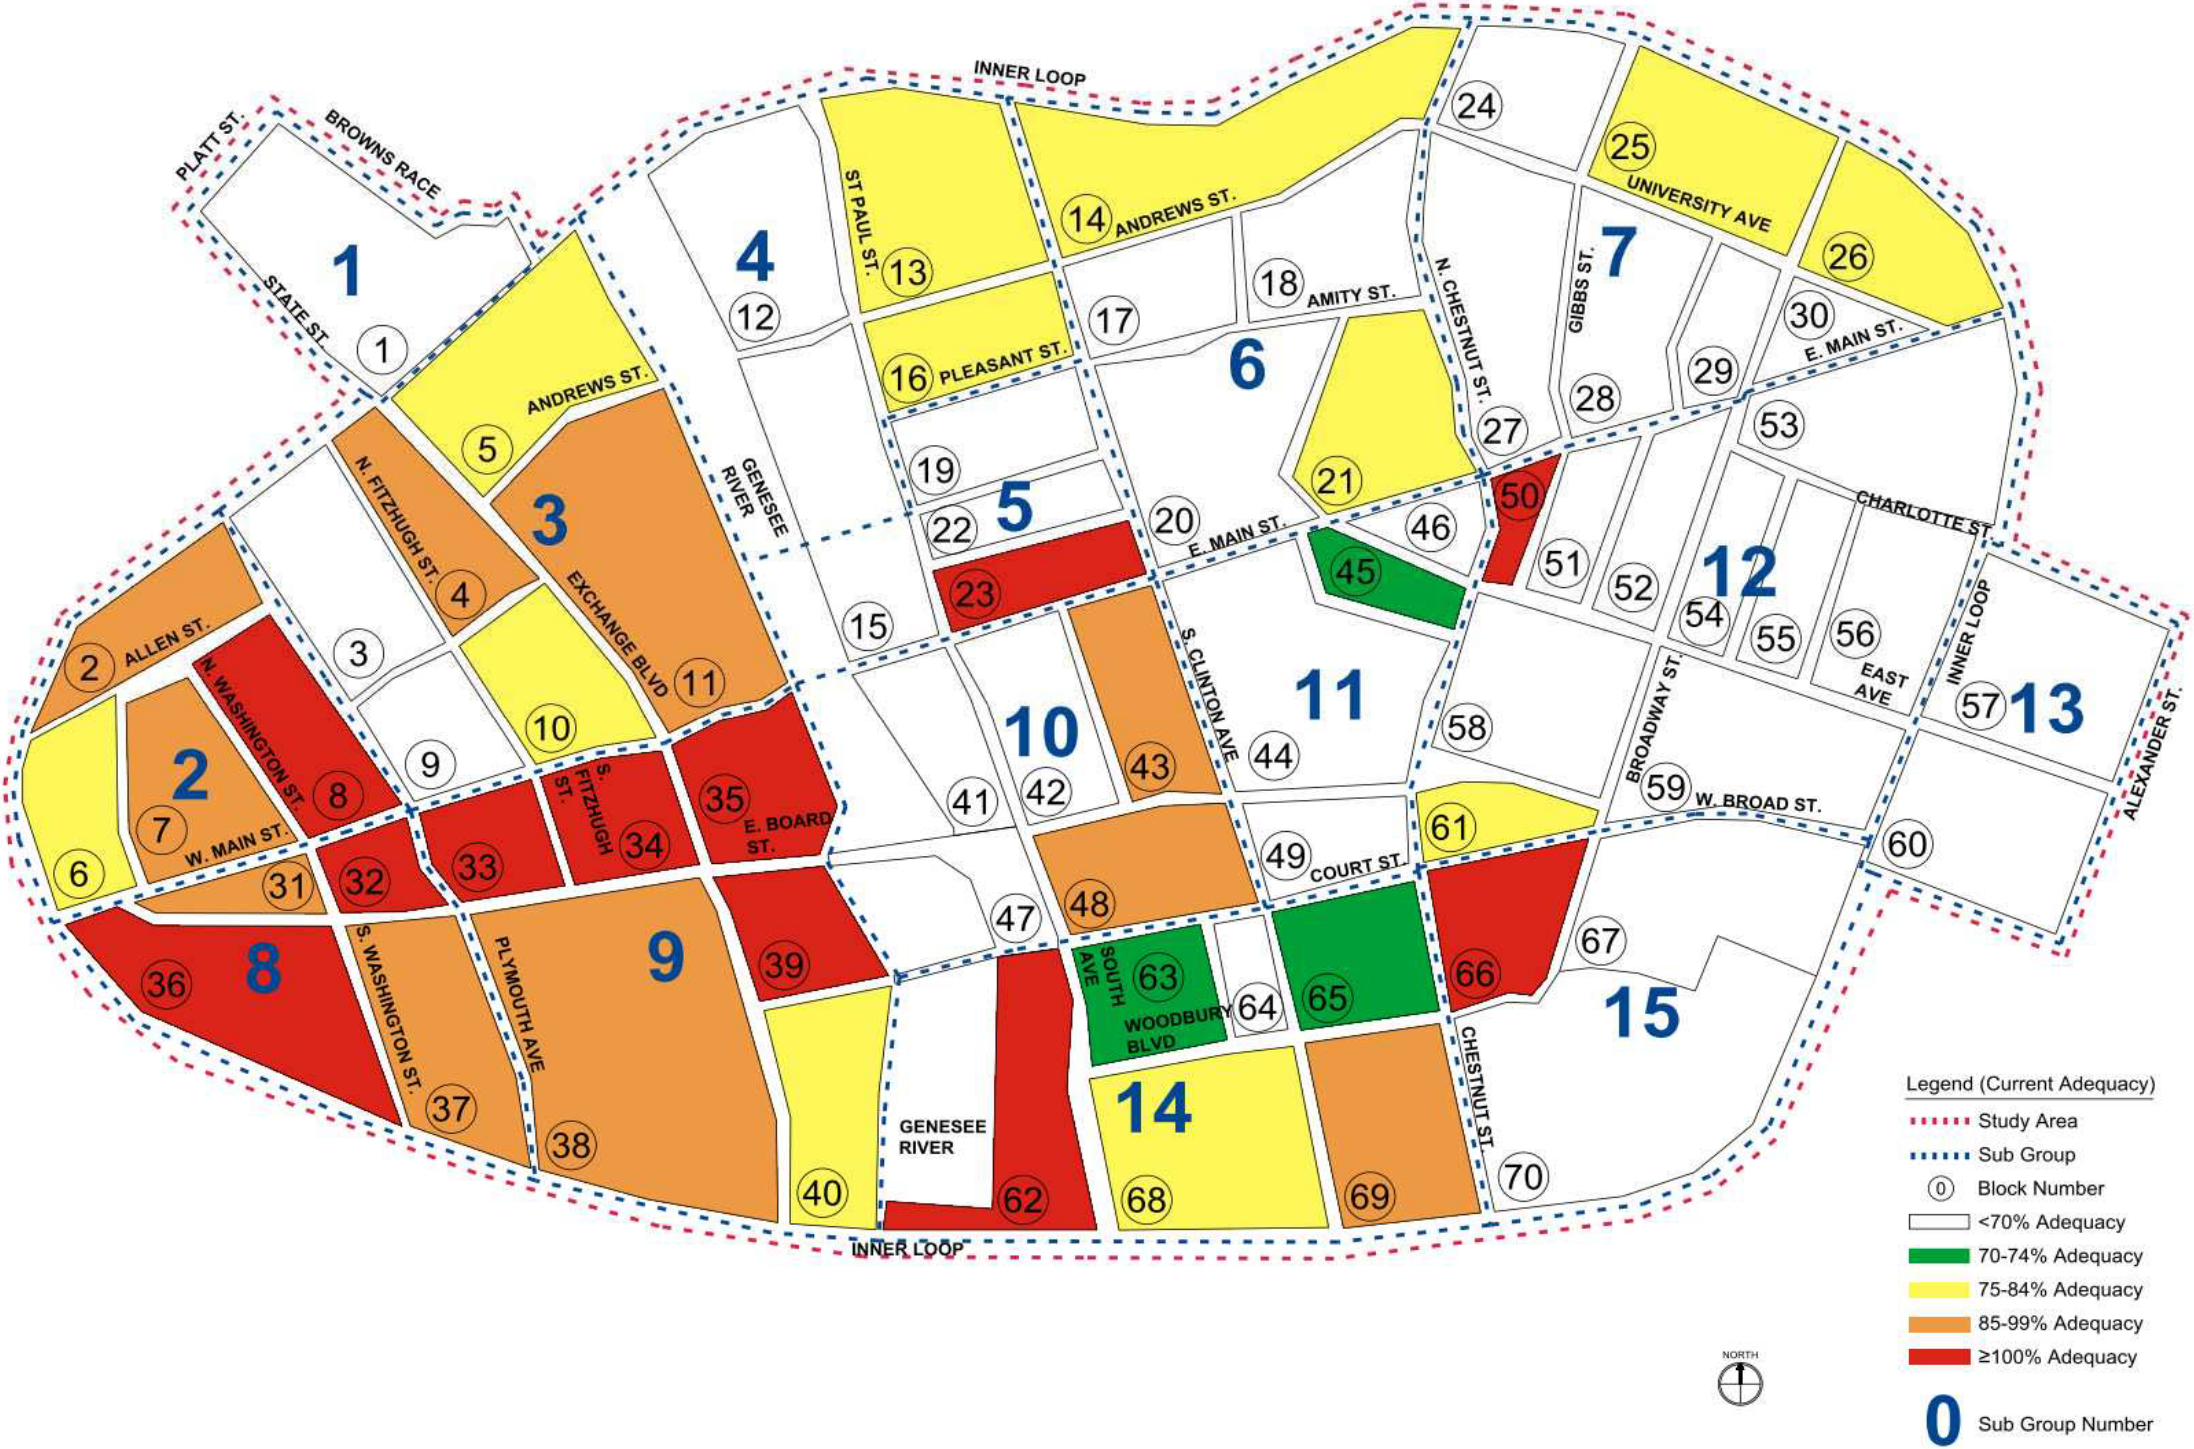 INNER LOOP
PLATT ST.
BROWNS RACE
STATE ST.
1
1
ST PAUL ST.
4
12
13
14
ANDREWS ST.
24
25
UNIVERSITY AVE
26
7
GIBBS ST.
N. CHESTNUT ST.
18
AMITY ST.
17
30
E. MAIN ST.
29
28
27
16
PLEASANT ST.
6
5
ANDREWS ST.
19
GENESEE
RIVER
21
20
E. MAIN ST.
53
CHARLOTTE ST.
N. FITZHUGH ST.
4
3
EXCHANGE BLVD
11
22
5
23
15
46
45
50
51
52
12
54
55
56
EAST
AVE
INNER LOOP
57
13
ALEXANDER ST.
2
ALLEN ST.
3
N. WASHINGTON ST.
10
9
2
7
8
6
W. MAIN ST.
S. CLINTON AVE
11
10
41
42
43
44
58
BROADWAY ST.
59
W. BROAD ST.
60
S.
FITZHUGH
ST.
35
E. BOARD
ST.
31
32
33
34
61
49
COURT ST.
48
47
36
8
S. WASHINGTON ST.
37
PLYMOUTH AVE
9
38
39
40
SOUTH
AVE
63
WOODBURY
BLVD
64
65
66
67
15
CHESTNUT ST.
GENESEE
RIVER
62
14
68
69
70
INNER LOOP
Legend (Current Adequacy)
Study Area
Sub Group
0 Block Number
<70% Adequacy
70-74% Adequacy
75-84% Adequacy
85-99% Adequacy
≥100% Adequacy
0 Sub Group Number
NORTH